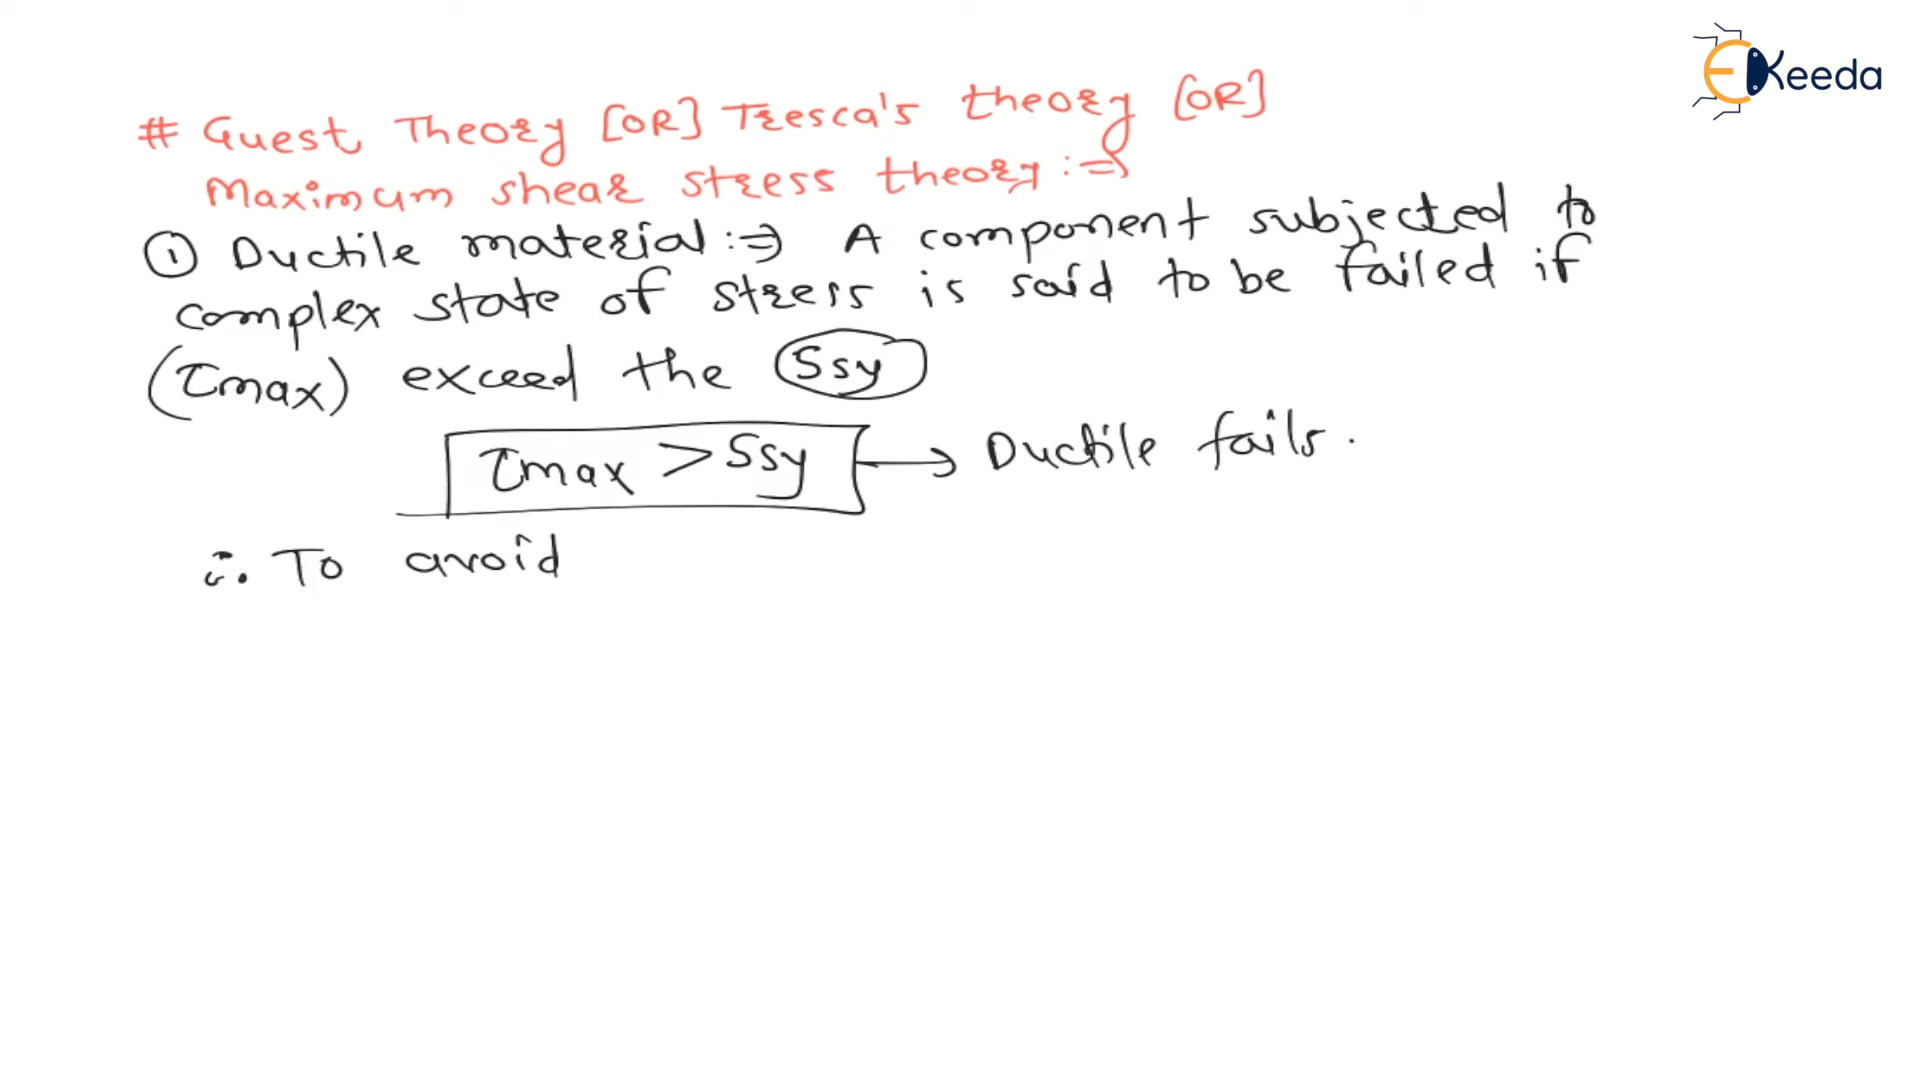 EKeeda
# Guest Theory [OR] Tresca's theory [OR]
Maximum shear stress theory :⇒
① Ductile material :⇒ A component subjected to
complex state of stress is said to be failed if
(τmax) exceed the Ssy
τmax > Ssy → Ductile fails.
∴ To avoid